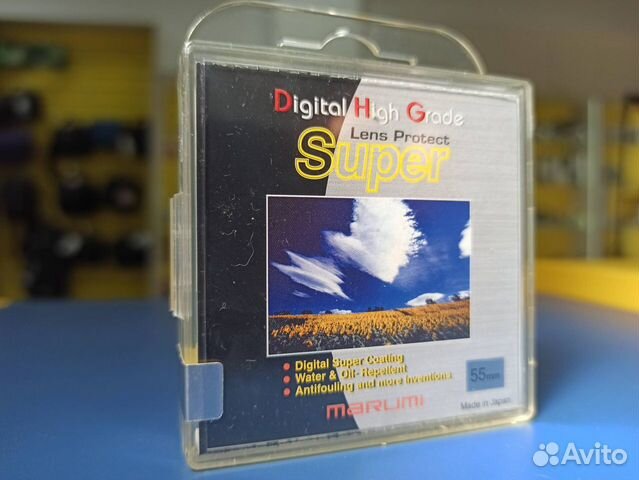 Digital High Grade
Lens Protect
Super
• Digital Super Coating
• Water & Oil-Repellent
• Antifouling and more inventions
55mm
marumi
Made in Japan
Avito